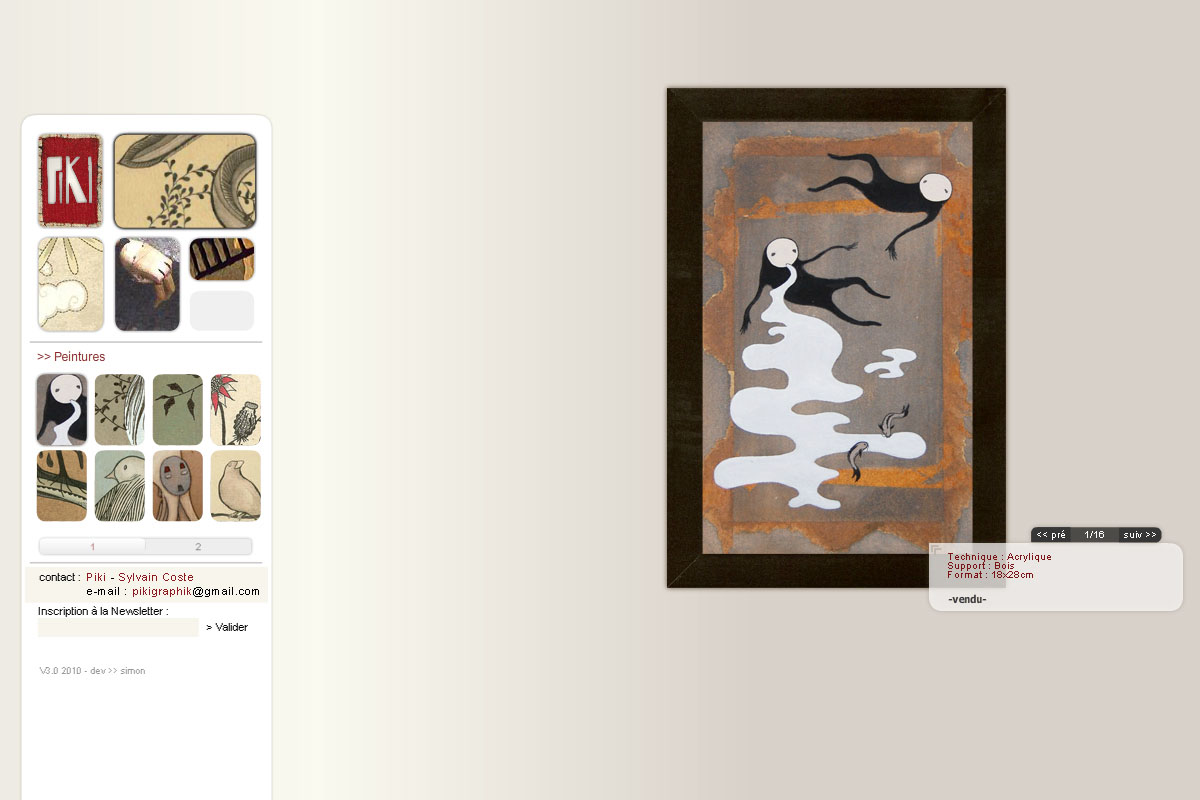 PIKI
>> Peintures
1 2
contact : Piki - Sylvain Coste
e-mail : pikigraphik@gmail.com
Inscription à la Newsletter :
> Valider
V3.0 2010 - dev >> simon
<< pré 1/16 suiv >>
Technique : Acrylique
Support : Bois
Format : 18x28cm
-vendu-